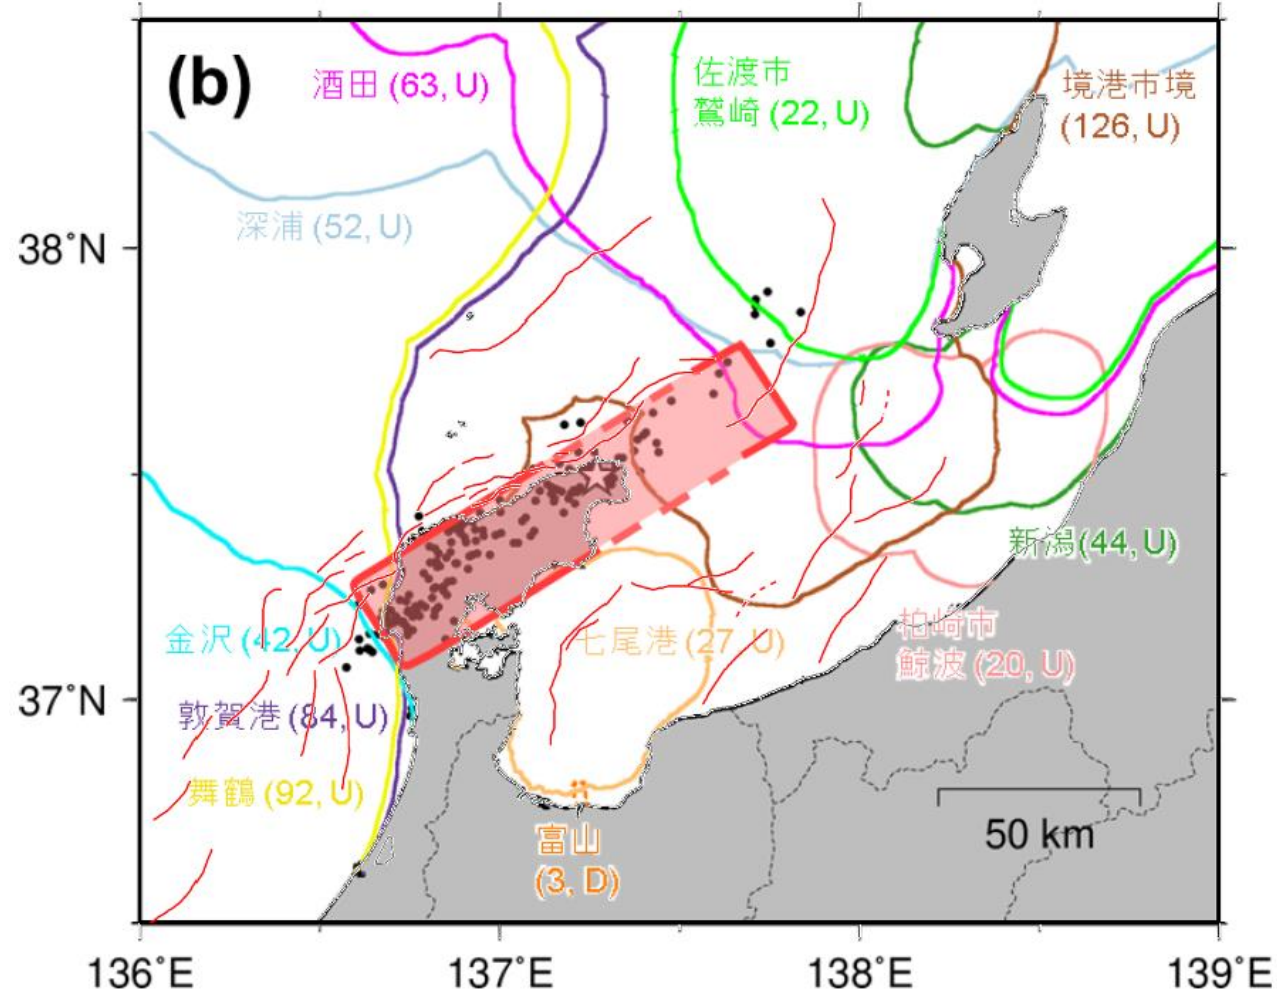 (b)
酒田 (63, U)
佐渡市
鷲崎 (22, U)
境港市境
(126, U)
深浦 (52, U)
38°N
新潟(44, U)
金沢 (42, U)
七尾港 (27, U)
柏崎市
鯨波 (20, U)
37°N
敦賀港 (84, U)
舞鶴 (92, U)
50 km
富山
(3, D)
136°E
137°E
138°E
139°E